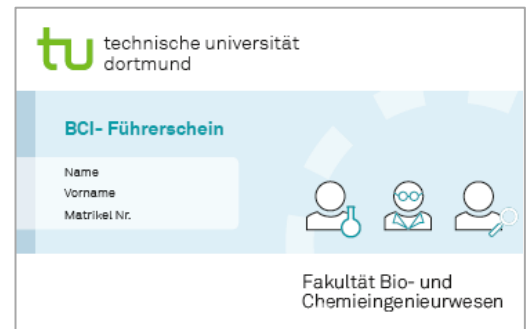 tu technische universität
dortmund
BCI- Führerschein
Name
Vorname
Matrikel Nr.
Fakultät Bio- und
Chemieingenieurwesen